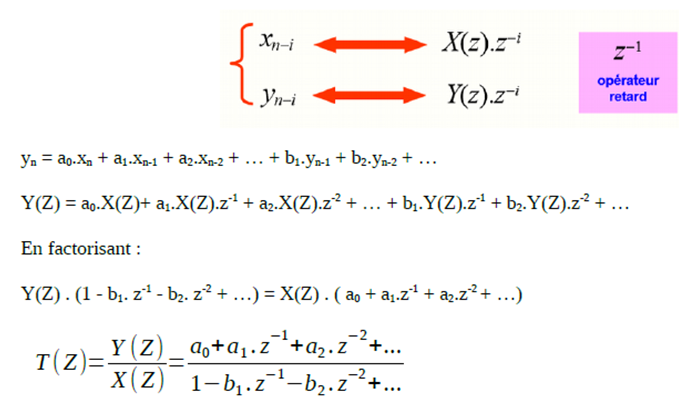 xₙ₋ᵢ ⟷ X(z).z⁻ⁱ
yₙ₋ᵢ ⟷ Y(z).z⁻ⁱ
z⁻¹
opérateur
retard
yₙ = a₀.xₙ + a₁.xₙ₋₁ + a₂.xₙ₋₂ + … + b₁.yₙ₋₁ + b₂.yₙ₋₂ + …
Y(Z) = a₀.X(Z)+ a₁.X(Z).z⁻¹ + a₂.X(Z).z⁻² + … + b₁.Y(Z).z⁻¹ + b₂.Y(Z).z⁻² + …
En factorisant :
Y(Z) . (1 - b₁. z⁻¹ - b₂. z⁻² + …) = X(Z) . ( a₀ + a₁.z⁻¹ + a₂.z⁻² + …)
T(Z)=Y(Z)/X(Z)=(a₀+a₁.z⁻¹+a₂.z⁻²+...)/(1−b₁.z⁻¹−b₂.z⁻²+...)